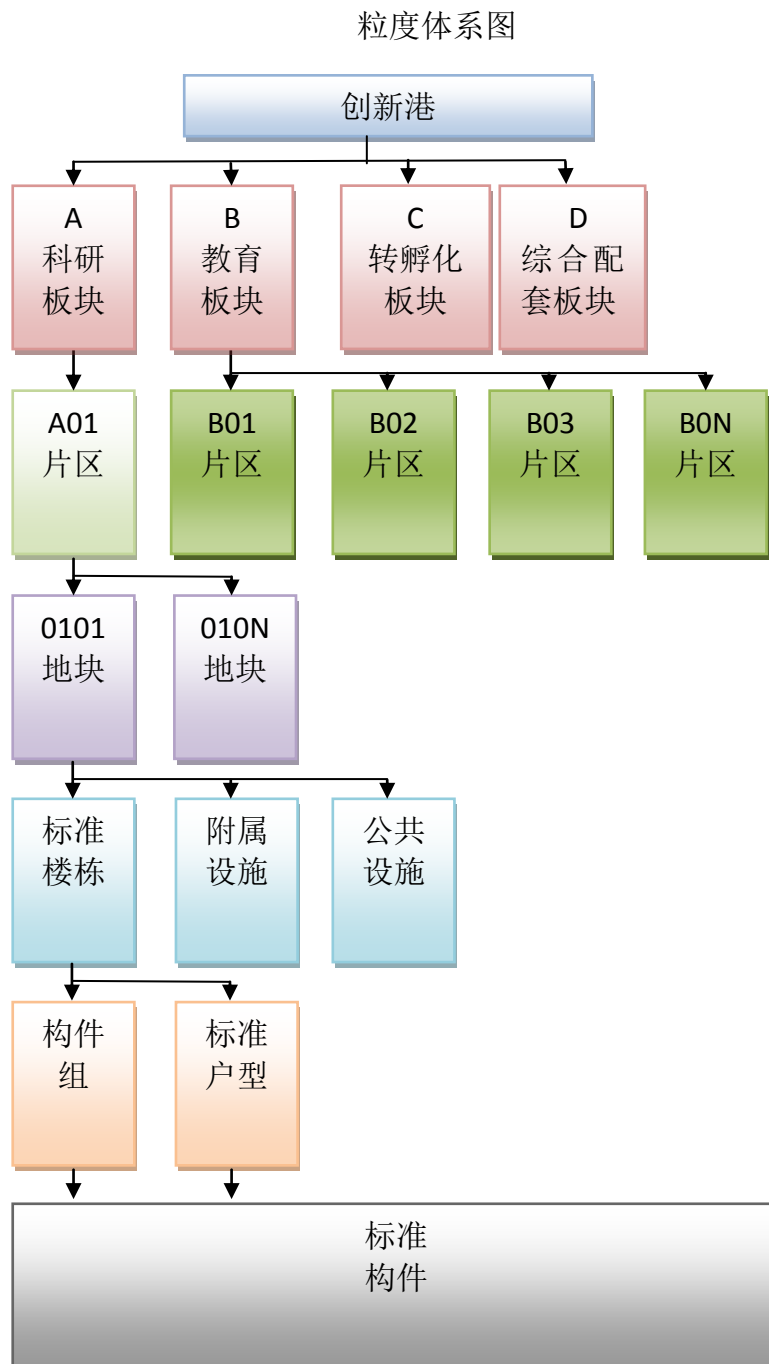 粒度体系图
创新港
A
科研
板块
B
教育
板块
C
转孵化
板块
D
综合配
套板块
A01
片区
B01
片区
B02
片区
B03
片区
B0N
片区
0101
地块
010N
地块
标准
楼栋
附属
设施
公共
设施
构件
组
标准
户型
标准
构件